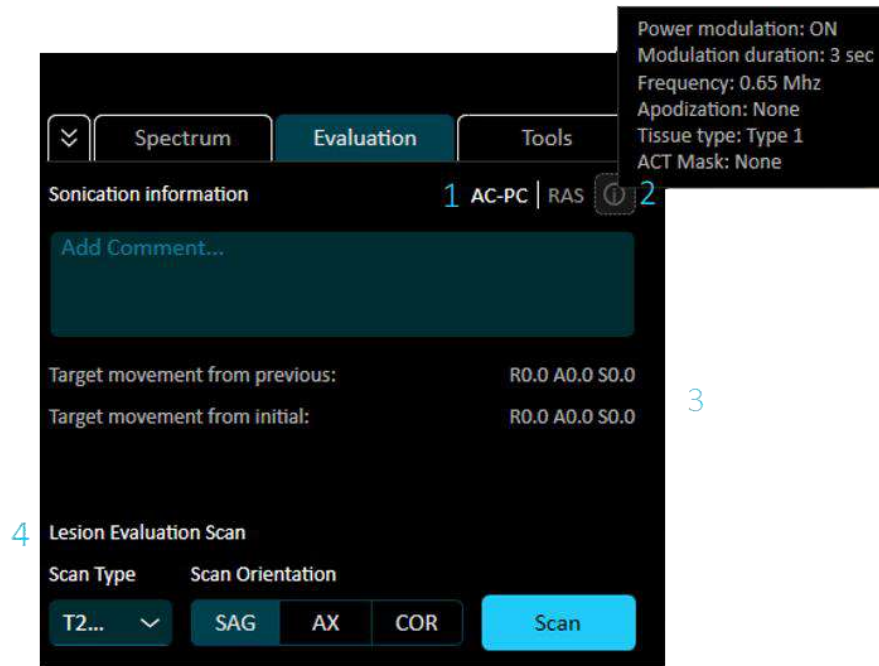 Power modulation: ON
Modulation duration: 3 sec
Frequency: 0.65 Mhz
Apodization: None
Tissue type: Type 1
ACT Mask: None
Spectrum Evaluation Tools
Sonication information 1 AC-PC | RAS 2
Add Comment...
Target movement from previous: R0.0 A0.0 S0.0
3
Target movement from initial: R0.0 A0.0 S0.0
4 Lesion Evaluation Scan
Scan Type Scan Orientation
T2... SAG AX COR Scan